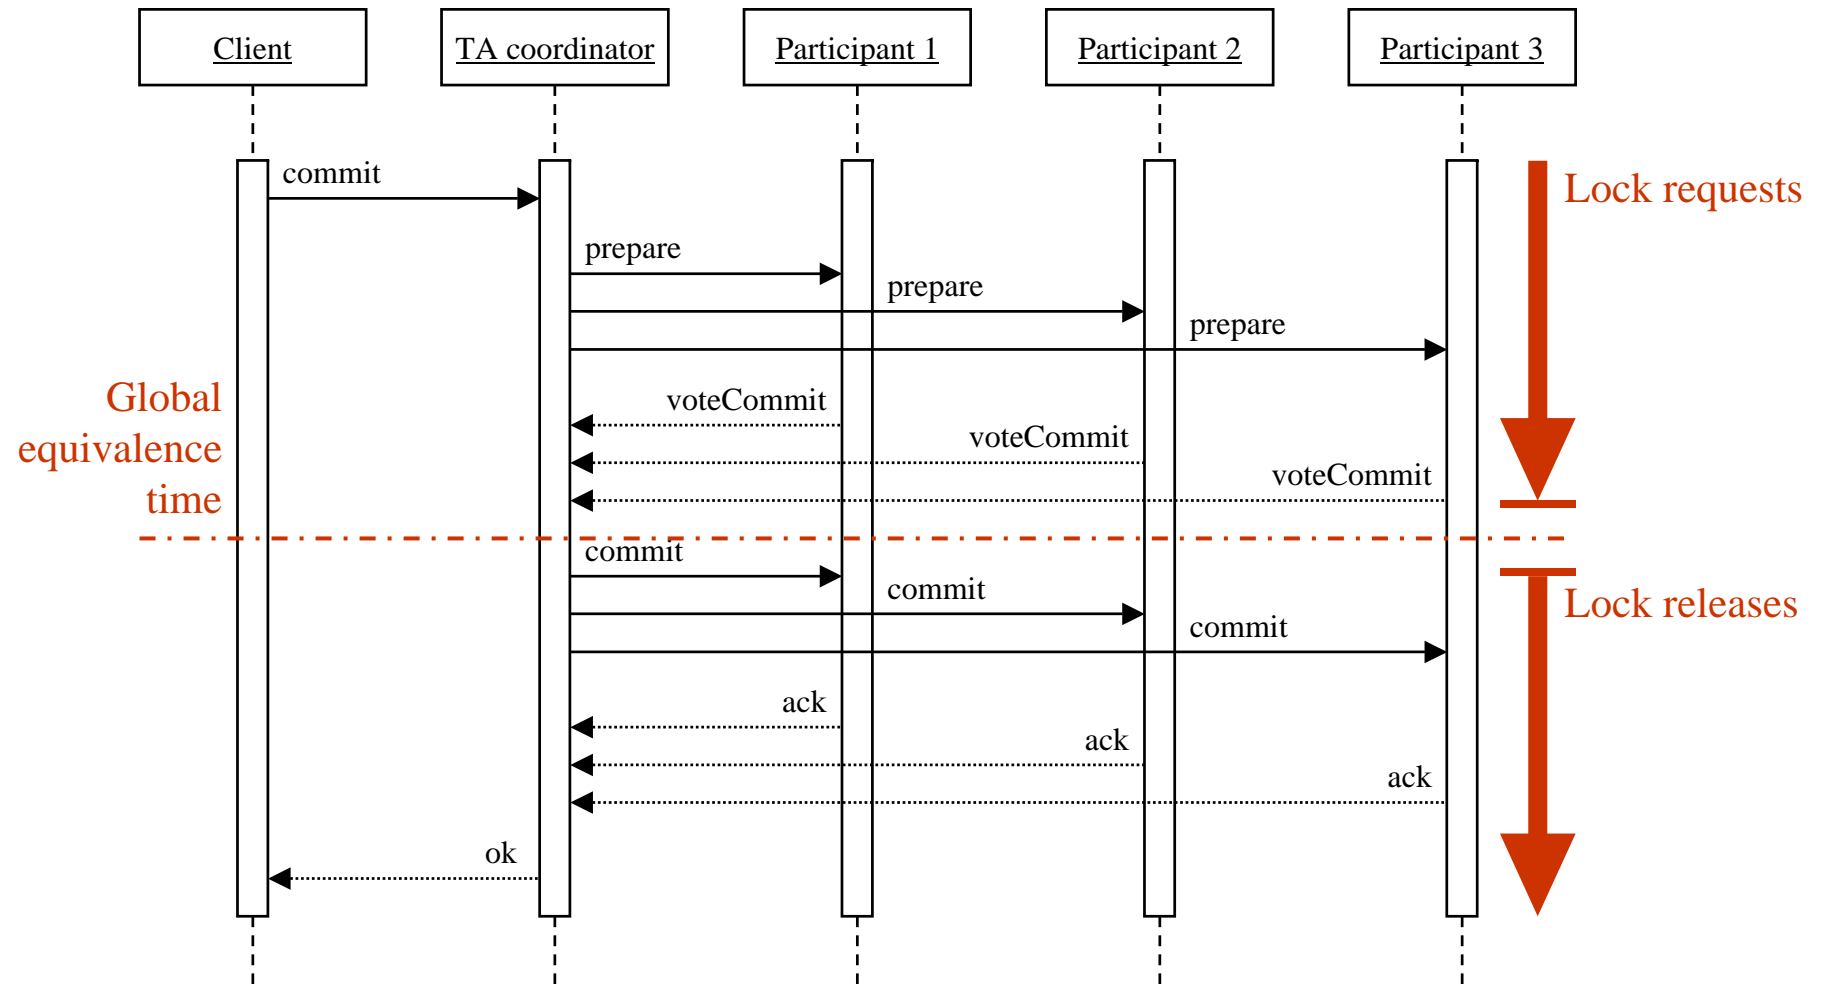 Client
TA coordinator
Participant 1
Participant 2
Participant 3
commit
Lock requests
prepare
prepare
prepare
Global
equivalence
time
voteCommit
voteCommit
voteCommit
commit
commit
commit
Lock releases
ack
ack
ack
ok